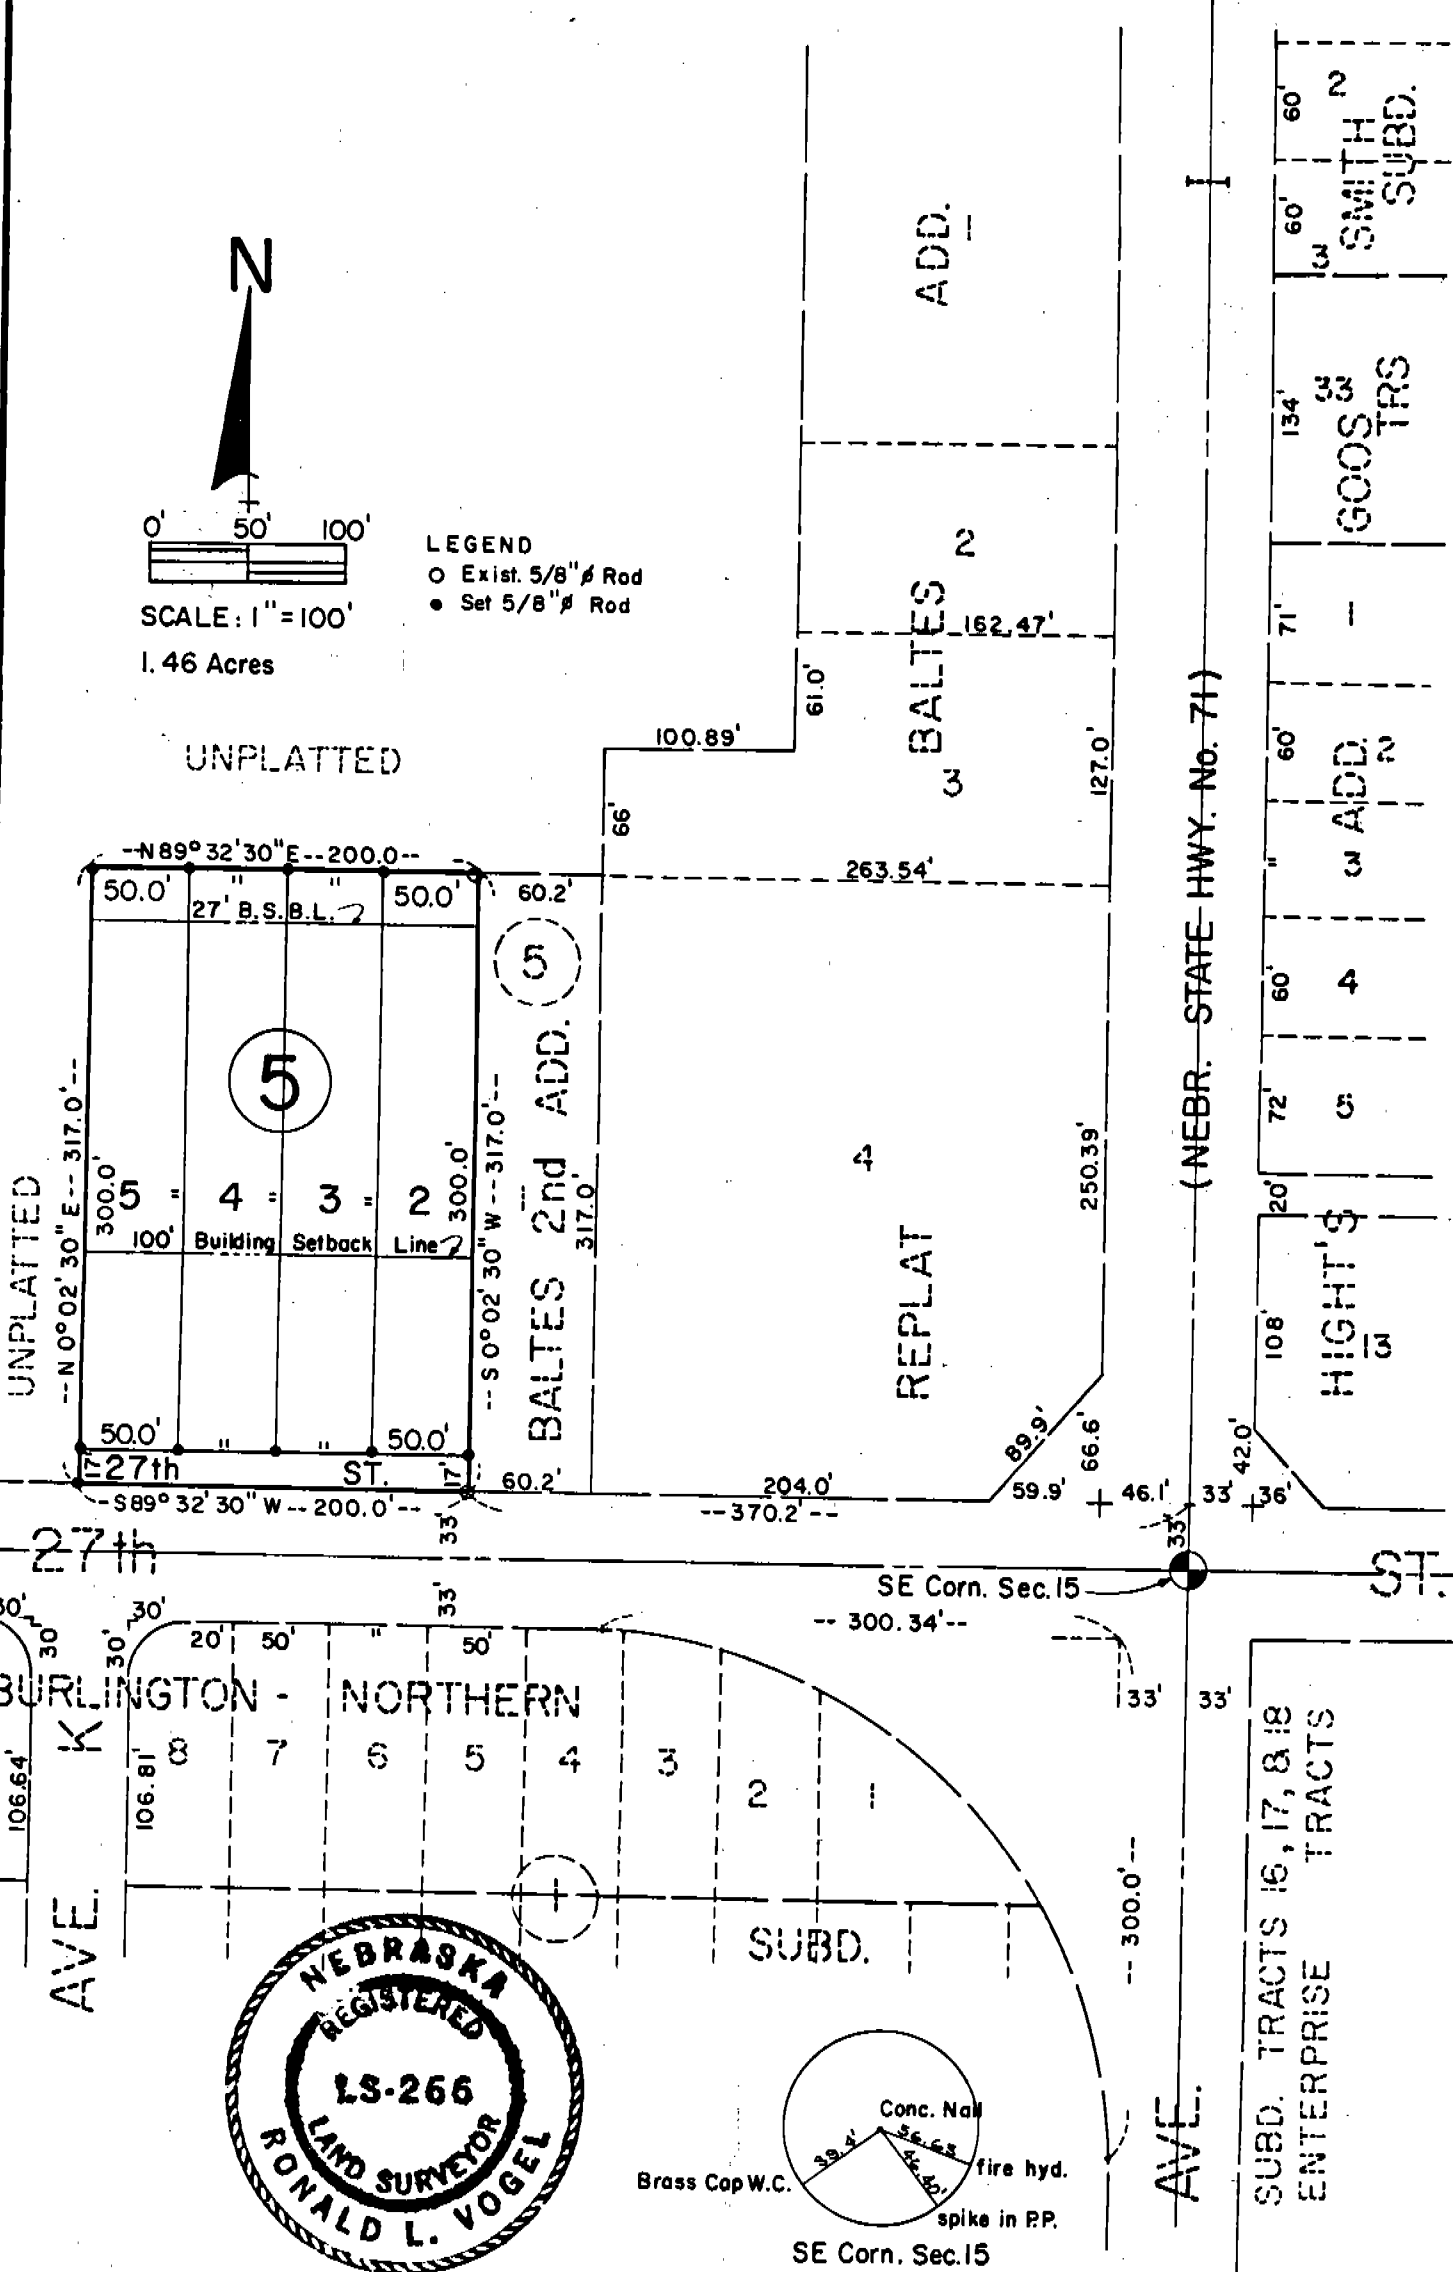 N
0' 50' 100'
SCALE: 1"=100'
1.46 Acres
LEGEND
Exist. 5/8"ø Rod
Set 5/8"ø Rod
UNPLATTED
--N 89° 32' 30" E--200.0--
50.0' " " 50.0'
27' B.S.B.L.
5
UNPLATTED
--N 0° 02' 30" E--317.0'--
300.0'
5 " 4 " 3 " 2
300.0'
--S 0° 02' 30" W--317.0'--
100' Building Setback Line
50.0' " " 50.0'
17' 27th ST. 17'
--S89° 32' 30" W--200.0'--
60.2'
5
BALTES 2nd ADD.
317.0'
60.2'
66'
100.89'
61.0'
ADD.
1
2
BALTES
162.47'
3
127.0'
263.54'
4
250.39'
REPLAT
89.9'
66.6'
204.0'
59.9'
46.1'
33'
36'
42.0'
--370.2'--
33'
33'
(NEBR. STATE HWY. No. 71)
60'
2
60'
3
SMITH
SUBD.
134'
33
GOOS
TRS
71'
1
60'
2
"
3
ADD.
60'
4
72'
5
20'
HIGHT'S
108'
13
27th
ST.
SE Corn. Sec.15
33'
--300.34'--
30'
30'
30'
30'
20' 50' " 50'
33' 33'
BURLINGTON - NORTHERN
K
AVE.
106.64'
106.81'
8 7 6 5 4 3 2 1
1
SUBD.
--300.0'--
AVE.
SUBD. TRACTS 16, 17, & 18
ENTERPRISE TRACTS
NEBRASKA
REGISTERED
LS-266
LAND SURVEYOR
RONALD L. VOGEL
Conc. Nail
39.4'
56.63
46.40'
Brass Cap W.C.
fire hyd.
spike in P.P.
SE Corn. Sec.15